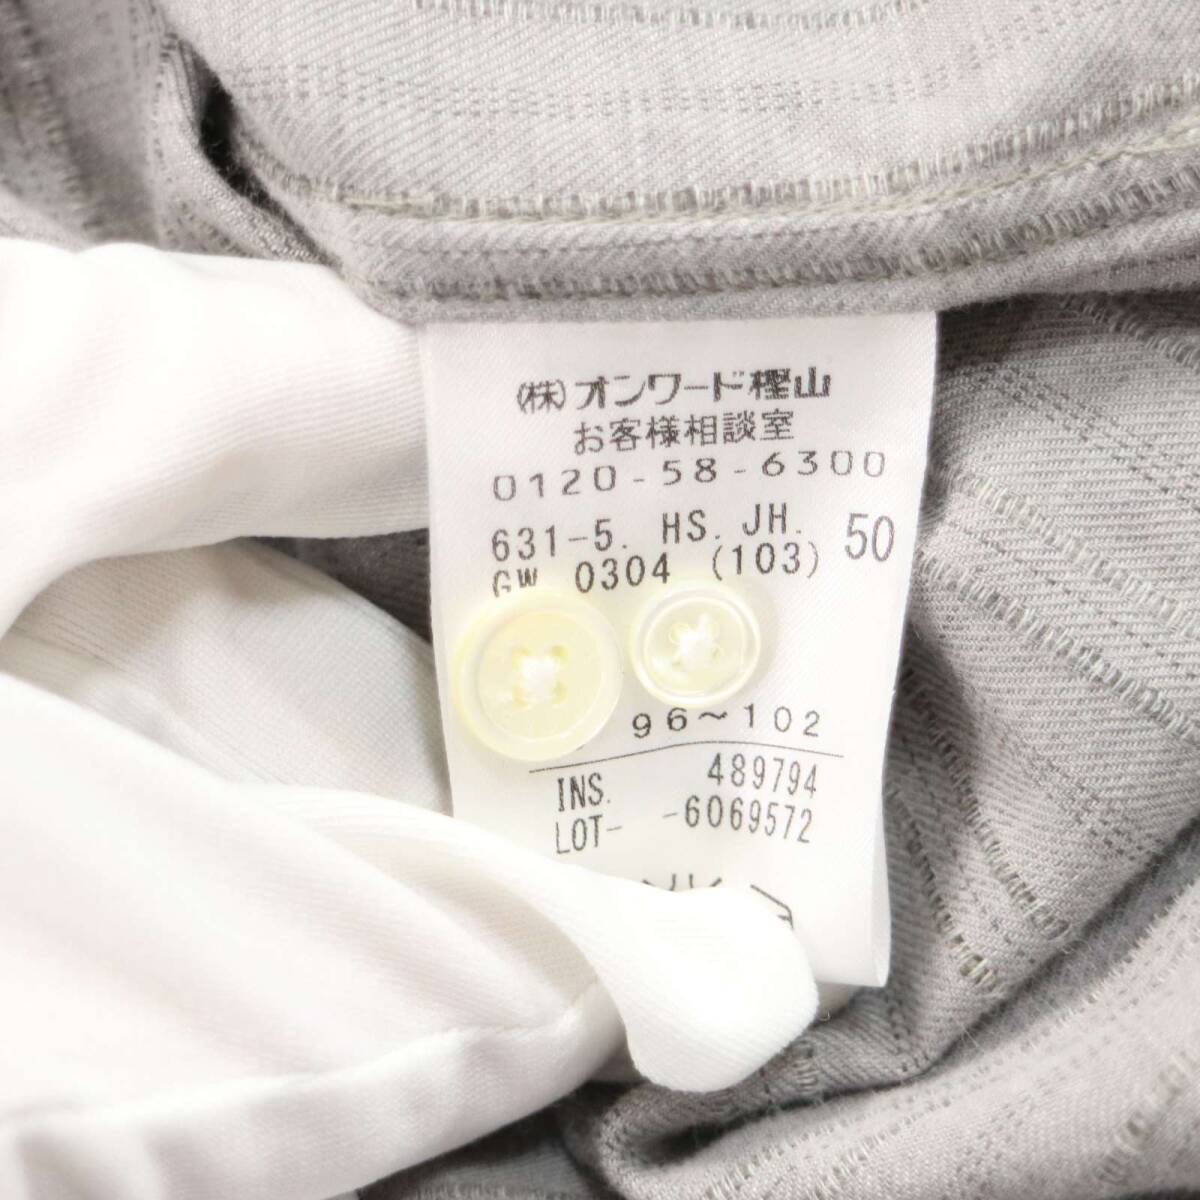 (株)オンワード樫山
お客様相談室
0120-58-6300
631-5. HS. JH. 50
GW 0304 (103)
96～102
INS. 489794
LOT- -6069572